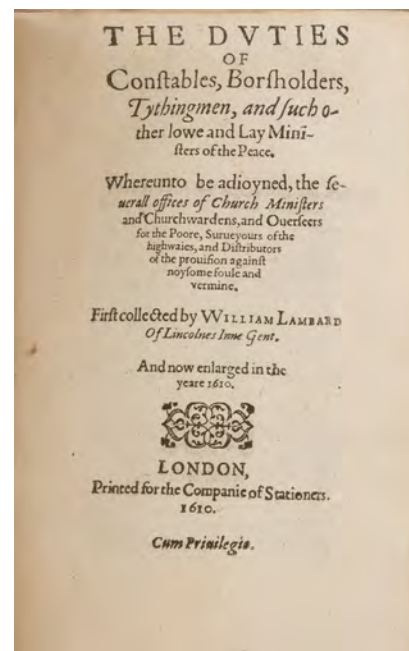 THE DVTIES
OF
Conſtables, Borſholders,
Tythingmen, and ſuch o-
ther lowe and Lay Mini-
ſters of the Peace.
Whereunto be adioyned, the ſe-
uerall offices of Church Miniſters
and Churchwardens, and Ouerſeers
for the Poore, Surueyours of the
highwaies, and Diſtributors
of the prouiſion againſt
noyſome foule and
vermine.
Firſt collected by WILLIAM LAMBARD
Of Lincolnes Inne Gent.
And now enlarged in the
yeare 1610.
LONDON,
Printed for the Companie of Stationers.
1610.
Cum Priuilegio.